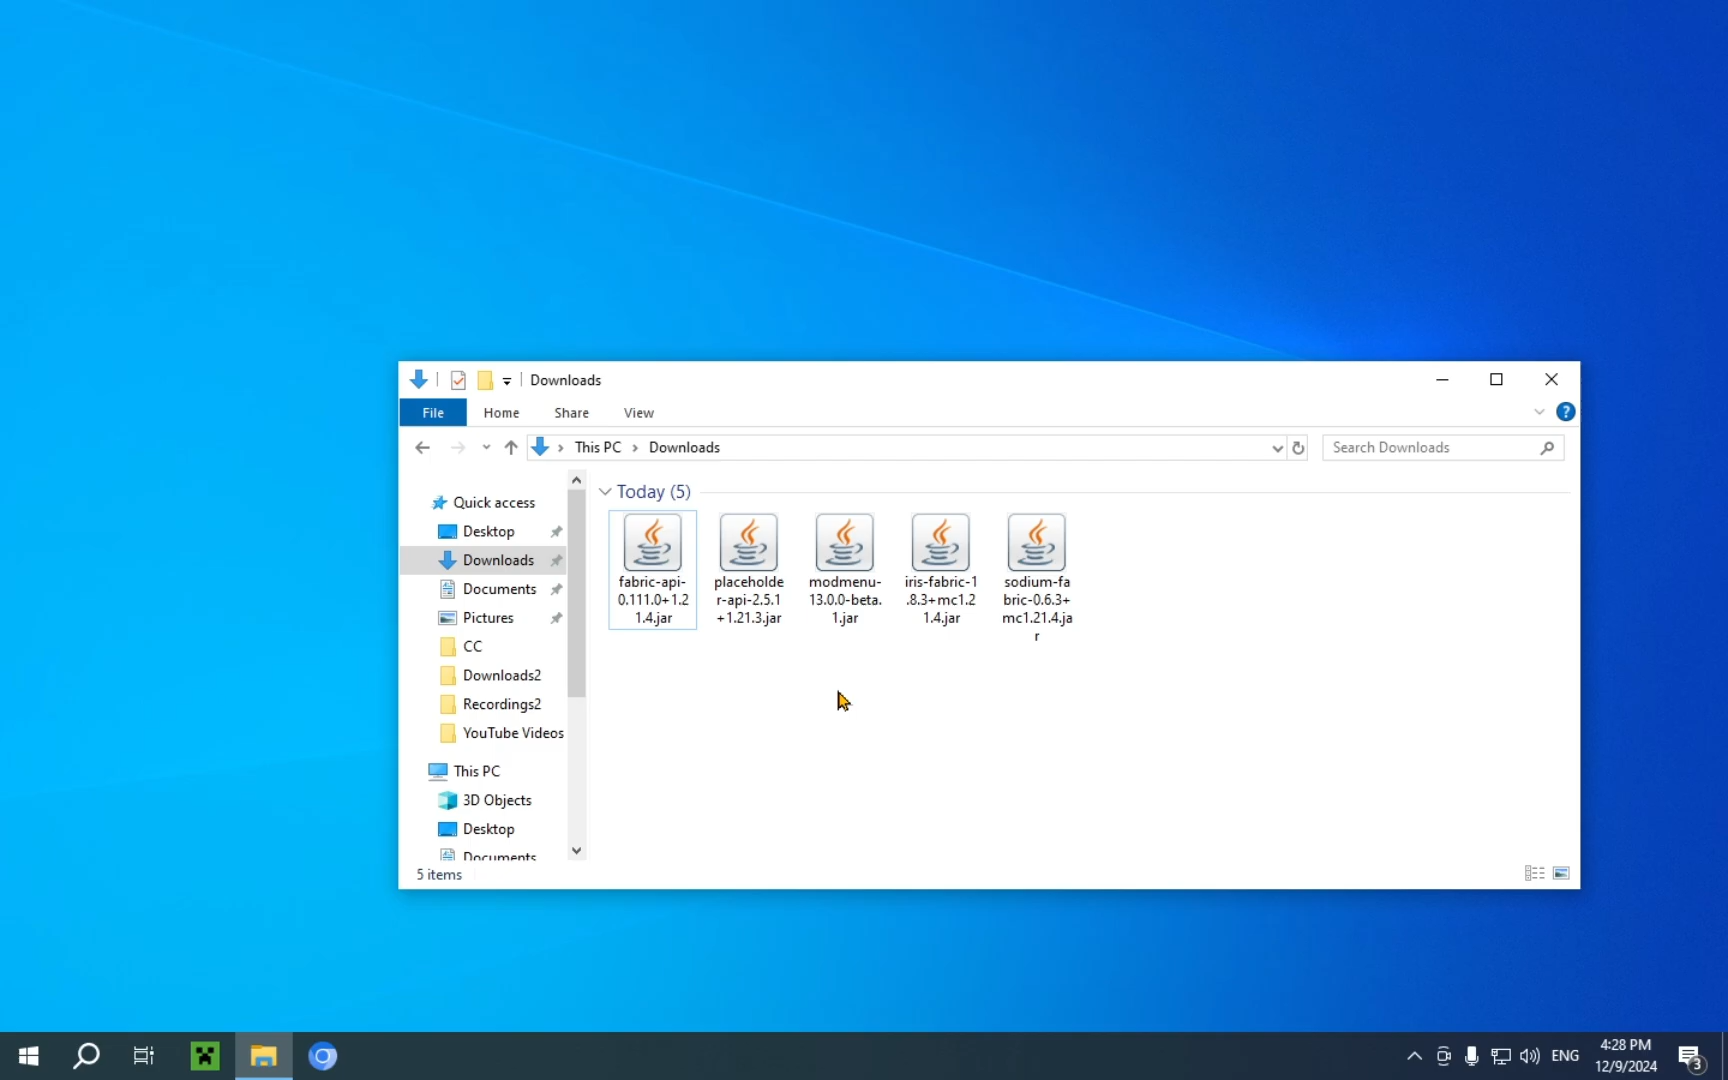 Downloads
File Home Share View
This PC Downloads Search Downloads
Quick access
Desktop
Downloads
Documents
Pictures
CC
Downloads2
Recordings2
YouTube Videos
This PC
3D Objects
Desktop
Documents
Today (5)
fabric-api-
0.111.0+1.2
1.4.jar
placeholde
r-api-2.5.1
+1.21.3.jar
modmenu-
13.0.0-beta.
1.jar
iris-fabric-1
.8.3+mc1.2
1.4.jar
sodium-fa
bric-0.6.3+
mc1.21.4.ja
r
5 items
ENG
4:28 PM
12/9/2024
3